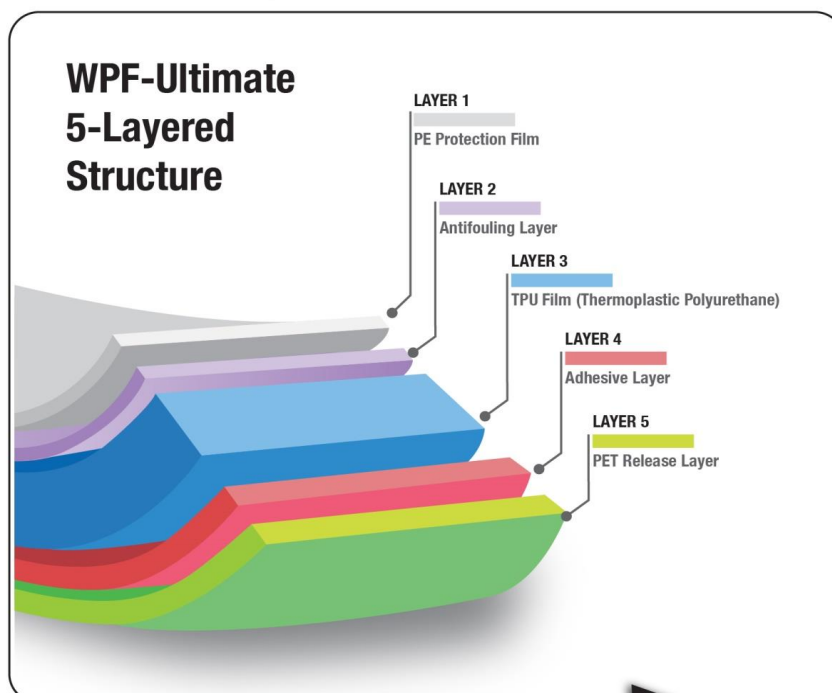 WPF-Ultimate
5-Layered
Structure
LAYER 1
PE Protection Film
LAYER 2
Antifouling Layer
LAYER 3
TPU Film (Thermoplastic Polyurethane)
LAYER 4
Adhesive Layer
LAYER 5
PET Release Layer